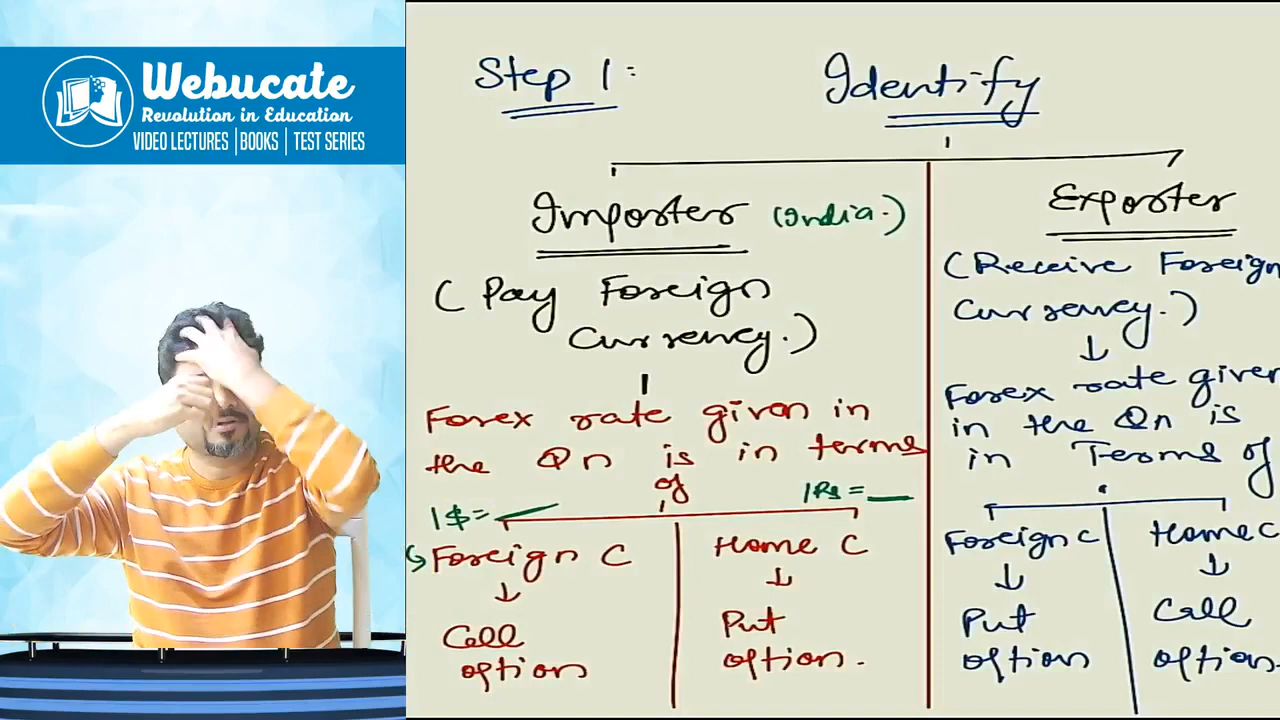 Webucate
Revolution in Education
VIDEO LECTURES | BOOKS | TEST SERIES
Step 1:
Identify
Importer (India.)
(Pay Foreign
Currency.)
Forex rate given in
the Qn is in terms
of
1$=
1Rs = __
Foreign C
Home C
Call
option
Put
option.
Exporter
(Receive Foreign
Currency.)
Forex rate given
in the Qn is
in Terms of
Foreign C
Home C
Put
option
Call
option.